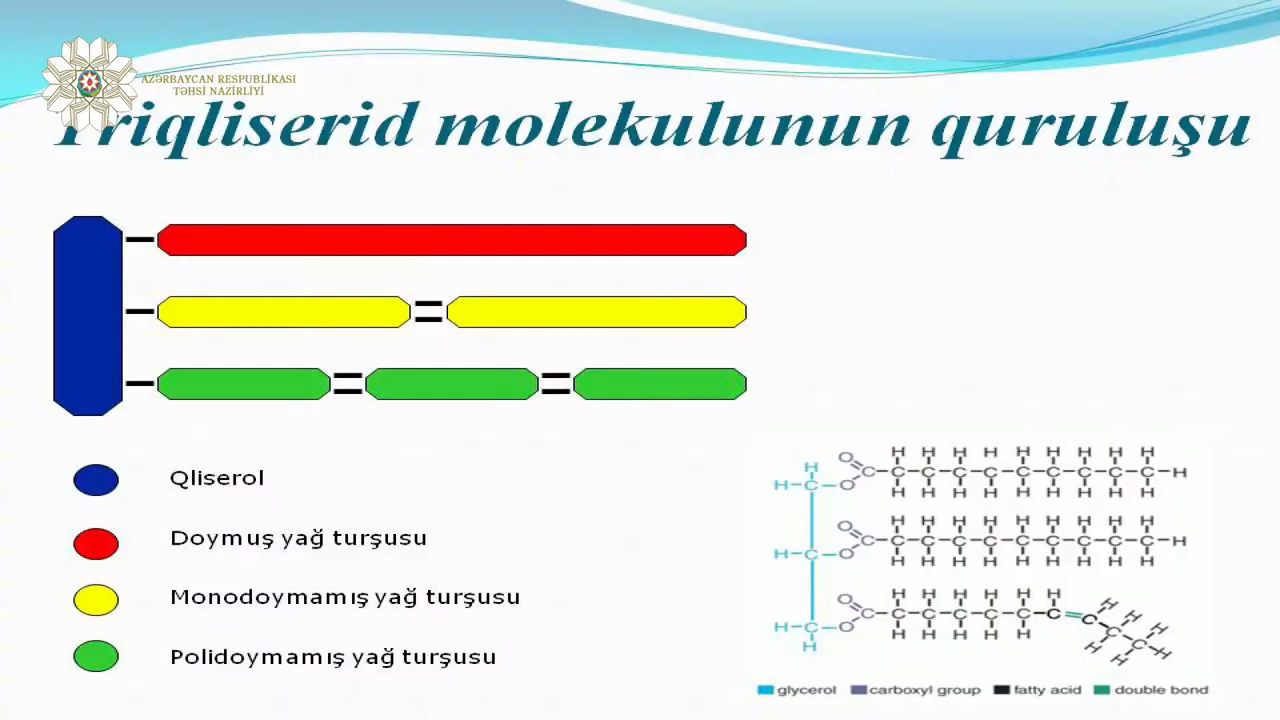 AZƏRBAYCAN RESPUBLİKASI
TƏHSİ NAZİRLİYİ
Triqliserid molekulunun quruluşu
Qliserol
Doymuş yağ turşusu
Monodoymamış yağ turşusu
Polidoymamış yağ turşusu
glycerol carboxyl group fatty acid double bond